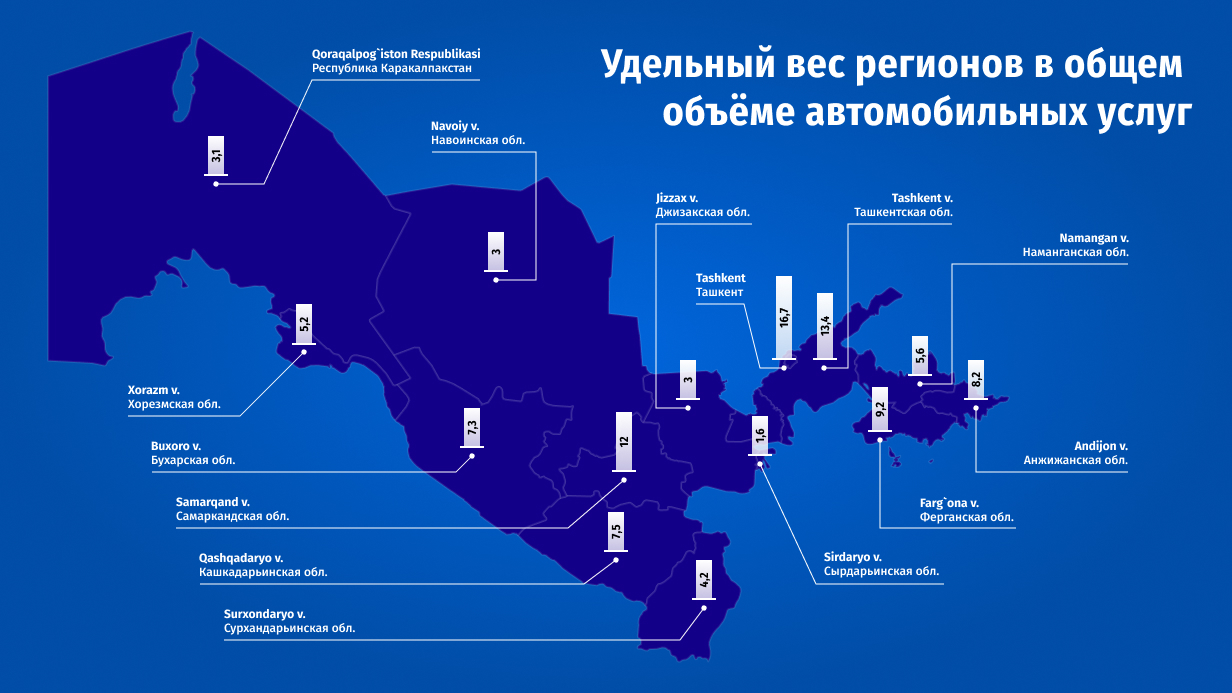 Удельный вес регионов в общем
объёме автомобильных услуг
Qoraqalpog`iston Respublikasi
Республика Каракалпакстан
3,1
Navoiy v.
Навоинская обл.
3
Jizzax v.
Джизакская обл.
3
Tashkent v.
Ташкентская обл.
13,4
Namangan v.
Наманганская обл.
5,6
Tashkent
Ташкент
16,7
5,2
Xorazm v.
Хорезмская обл.
8,2
9,2
7,3
12
1,6
Buxoro v.
Бухарская обл.
Andijon v.
Анжижанская обл.
Samarqand v.
Самаркандская обл.
Farg`ona v.
Ферганская обл.
7,5
Qashqadaryo v.
Кашкадарьинская обл.
Sirdaryo v.
Сырдарьинская обл.
4,2
Surxondaryo v.
Сурхандарьинская обл.